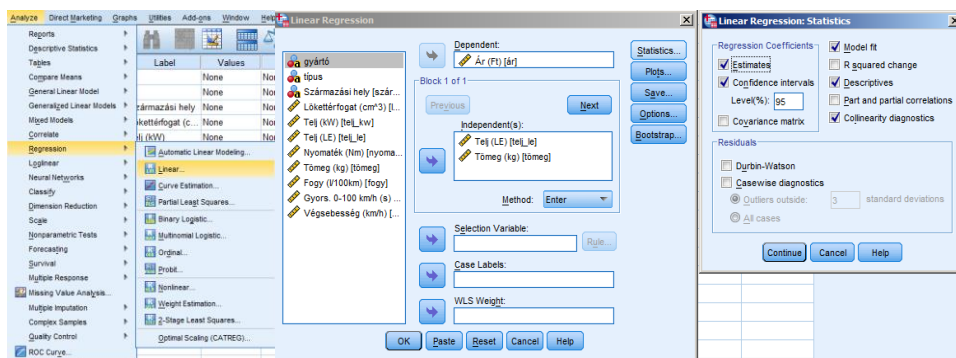 Analyze Direct Marketing Graphs Utilities Add-ons Window Help
Reports
Descriptive Statistics
Tables
Compare Means
General Linear Model
Generalized Linear Models
Mixed Models
Correlate
Regression
Loglinear
Neural Networks
Classify
Dimension Reduction
Scale
Nonparametric Tests
Forecasting
Survival
Multiple Response
Missing Value Analysis...
Multiple Imputation
Complex Samples
Quality Control
ROC Curve...
Label Values
None
None
None
None
None
Automatic Linear Modeling...
Linear...
Curve Estimation...
Partial Least Squares...
Binary Logistic...
Multinomial Logistic...
Ordinal...
Probit...
Nonlinear...
Weight Estimation...
2-Stage Least Squares...
Optimal Scaling (CATREG)...
Linear Regression
gyártó
típus
Származási hely [szár...
Lökettérfogat (cm^3) [l...
Telj (kW) [telj_kw]
Telj (LE) [telj_le]
Nyomaték (Nm) [nyoma...
Tömeg (kg) [tömeg]
Fogy (l/100km) [fogy]
Gyors. 0-100 km/h (s) ...
Végsebesség (km/h) [...
Dependent:
Ár (Ft) [ár]
Block 1 of 1
Previous
Next
Independent(s):
Telj (LE) [telj_le]
Tömeg (kg) [tömeg]
Method: Enter
Selection Variable:
Rule...
Case Labels:
WLS Weight:
OK Paste Reset Cancel Help
Statistics...
Plots...
Save...
Options...
Bootstrap...
Linear Regression: Statistics
Regression Coefficients
Estimates
Confidence intervals
Level(%): 95
Covariance matrix
Model fit
R squared change
Descriptives
Part and partial correlations
Collinearity diagnostics
Residuals
Durbin-Watson
Casewise diagnostics
Outliers outside: 3 standard deviations
All cases
Continue Cancel Help